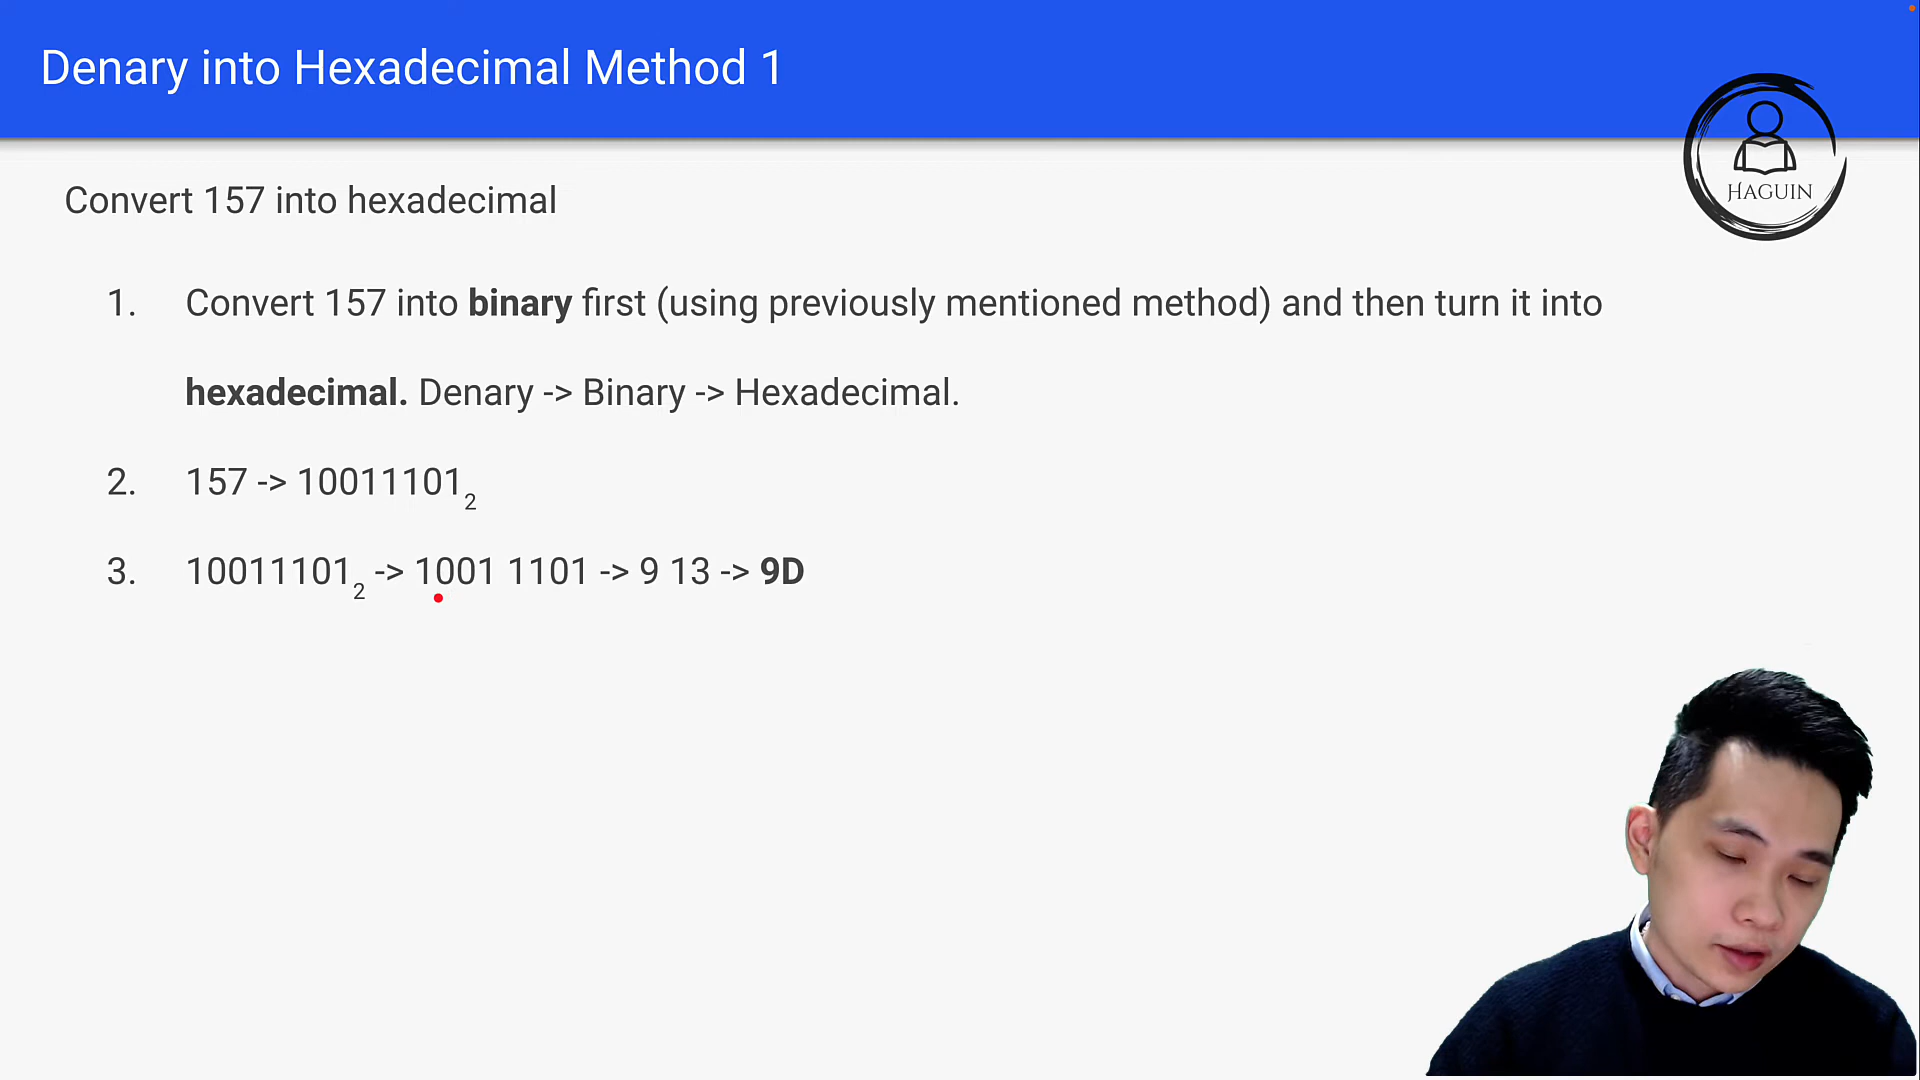 Denary into Hexadecimal Method 1
HAGUIN
Convert 157 into hexadecimal
1. Convert 157 into binary first (using previously mentioned method) and then turn it into
hexadecimal. Denary -> Binary -> Hexadecimal.
2. 157 -> 10011101₂
3. 10011101₂ -> 1001 1101 -> 9 13 -> 9D